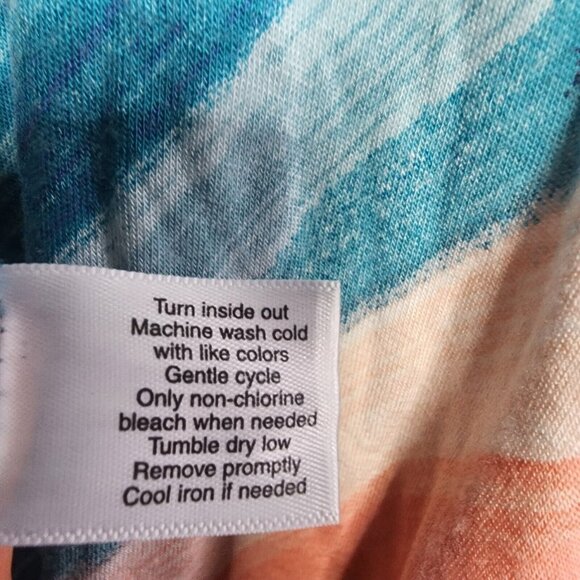 Turn inside out
Machine wash cold
with like colors
Gentle cycle
Only non-chlorine
bleach when needed
Tumble dry low
Remove promptly
Cool iron if needed